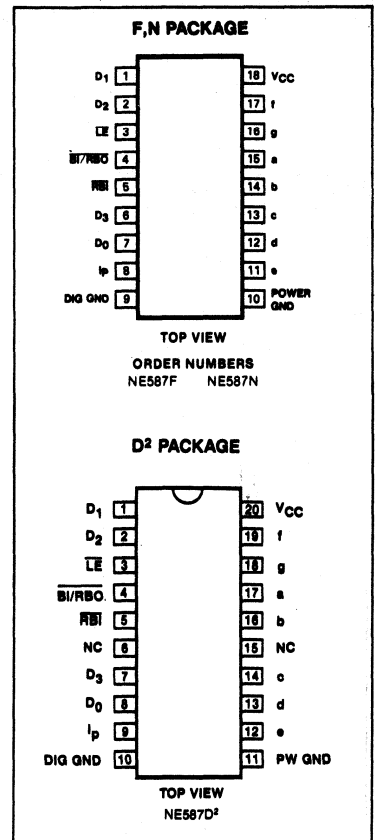 F,N PACKAGE
D1 1 18 VCC
D2 2 17 f
LE 3 16 g
BI/RBO 4 15 a
RBI 5 14 b
D3 6 13 c
D0 7 12 d
Ip 8 11 e
DIG GND 9 10 POWER GND
TOP VIEW
ORDER NUMBERS
NE587F NE587N
D2 PACKAGE
D1 1 20 VCC
D2 2 19 f
LE 3 18 g
BI/RBO 4 17 a
RBI 5 16 b
NC 6 15 NC
D3 7 14 c
D0 8 13 d
Ip 9 12 e
DIG GND 10 11 PW GND
TOP VIEW
NE587D2